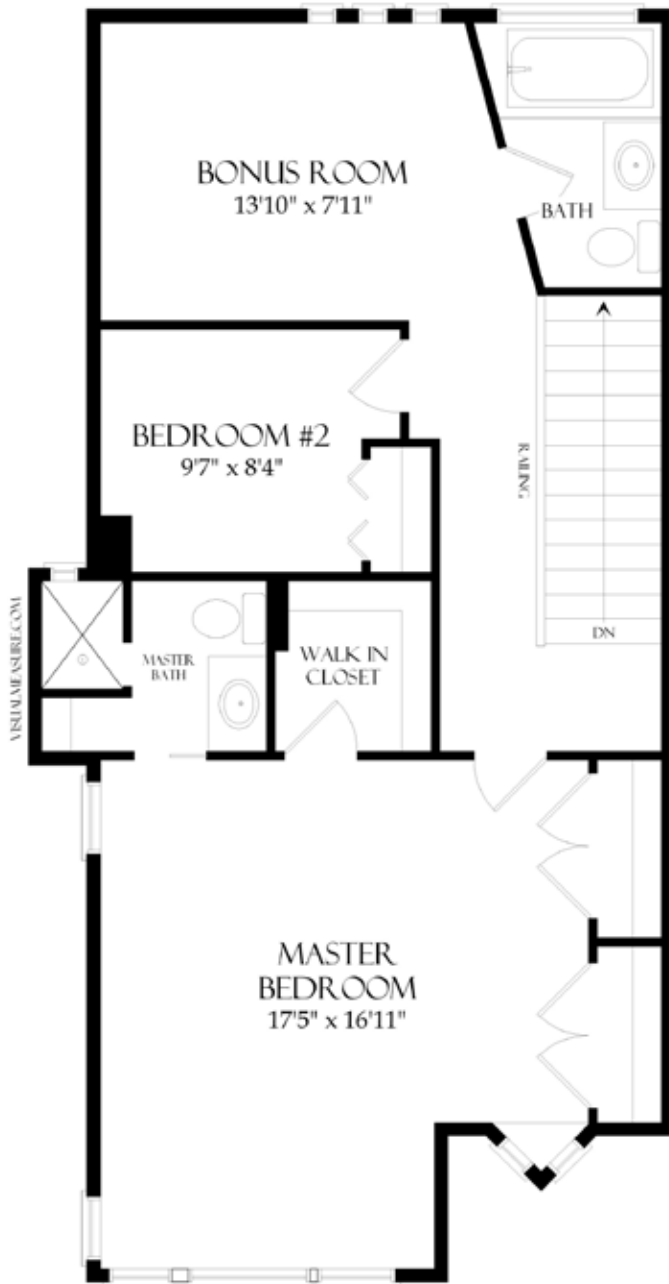 BONUS ROOM
13'10" x 7'11"
BATH
BEDROOM #2
9'7" x 8'4"
RAILING
DN
VISUALMEASURE.COM
MASTER
BATH
WALK IN
CLOSET
MASTER
BEDROOM
17'5" x 16'11"